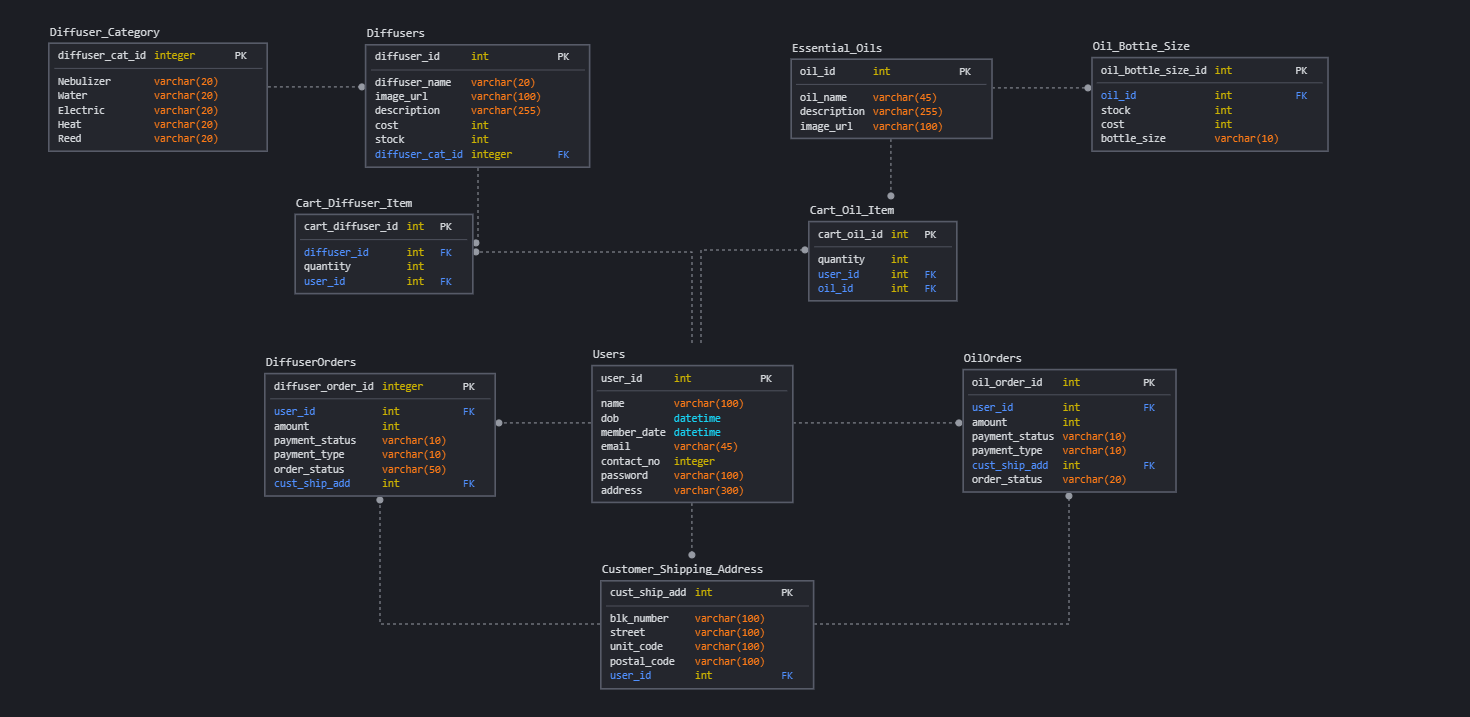 Diffuser_Category
diffuser_cat_id integer PK
Nebulizer varchar(20)
Water varchar(20)
Electric varchar(20)
Heat varchar(20)
Reed varchar(20)
Diffusers
diffuser_id int PK
diffuser_name varchar(20)
image_url varchar(100)
description varchar(255)
cost int
stock int
diffuser_cat_id integer FK
Essential_Oils
oil_id int PK
oil_name varchar(45)
description varchar(255)
image_url varchar(100)
Oil_Bottle_Size
oil_bottle_size_id int PK
oil_id int FK
stock int
cost int
bottle_size varchar(10)
Cart_Diffuser_Item
cart_diffuser_id int PK
diffuser_id int FK
quantity int
user_id int FK
Cart_Oil_Item
cart_oil_id int PK
quantity int
user_id int FK
oil_id int FK
DiffuserOrders
diffuser_order_id integer PK
user_id int FK
amount int
payment_status varchar(10)
payment_type varchar(10)
order_status varchar(50)
cust_ship_add int FK
Users
user_id int PK
name varchar(100)
dob datetime
member_date datetime
email varchar(45)
contact_no integer
password varchar(100)
address varchar(300)
OilOrders
oil_order_id int PK
user_id int FK
amount int
payment_status varchar(10)
payment_type varchar(10)
cust_ship_add int FK
order_status varchar(20)
Customer_Shipping_Address
cust_ship_add int PK
blk_number varchar(100)
street varchar(100)
unit_code varchar(100)
postal_code varchar(100)
user_id int FK